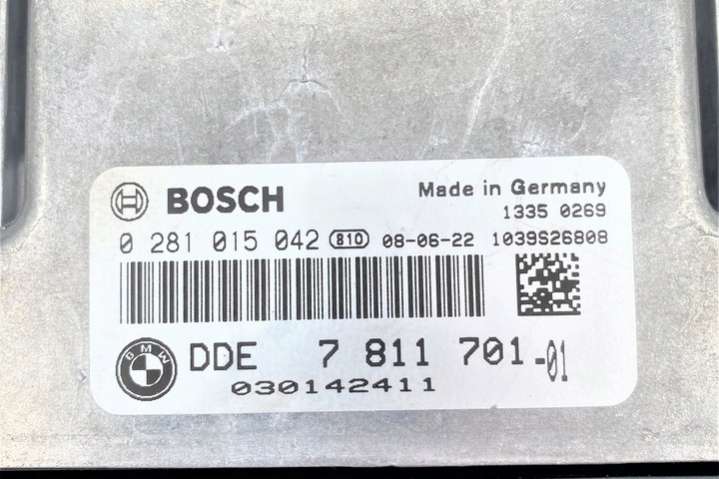 BOSCH Made in Germany
1335 0269
0 281 015 042 810 08-06-22 1039S26808
BMW DDE 7 811 701-01
030142411